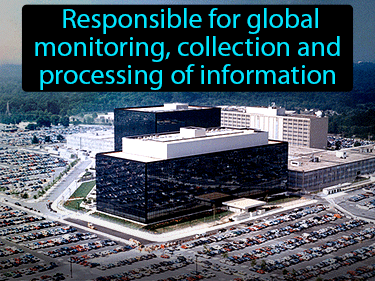 Responsible for global
monitoring, collection and
processing of information